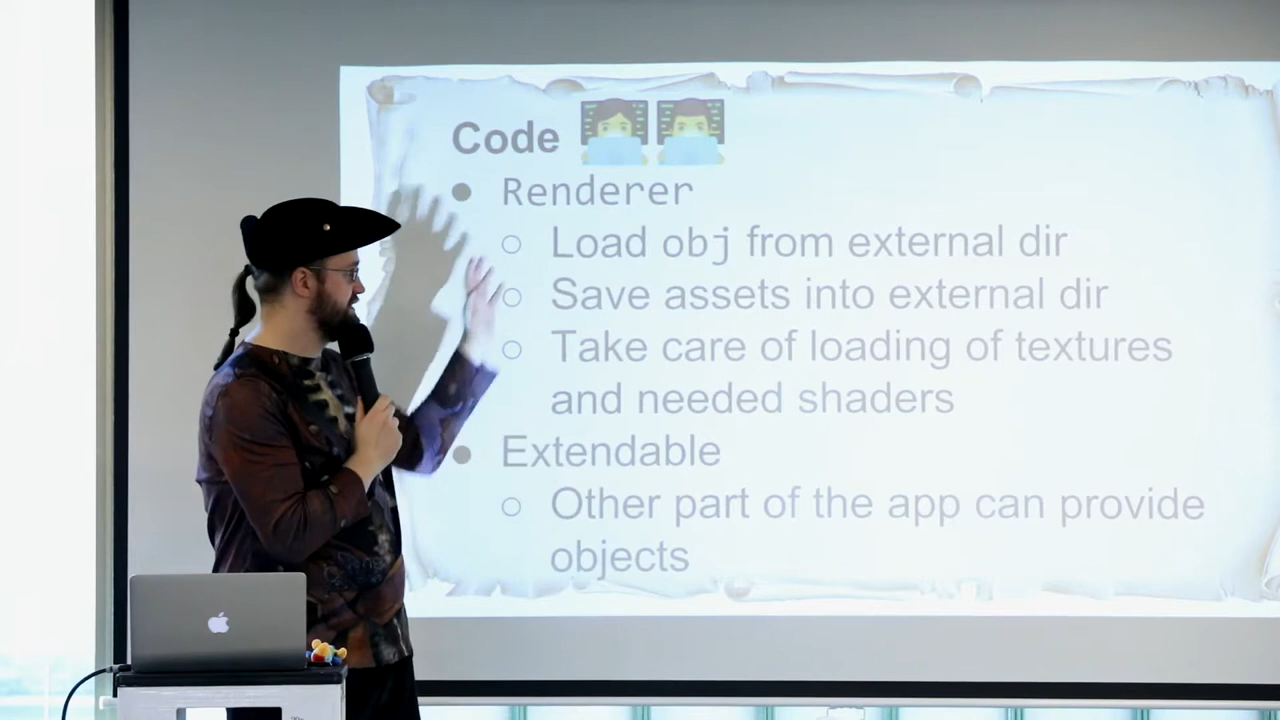 Code
Renderer
Load obj from external dir
Save assets into external dir
Take care of loading of textures
and needed shaders
Extendable
Other part of the app can provide
objects